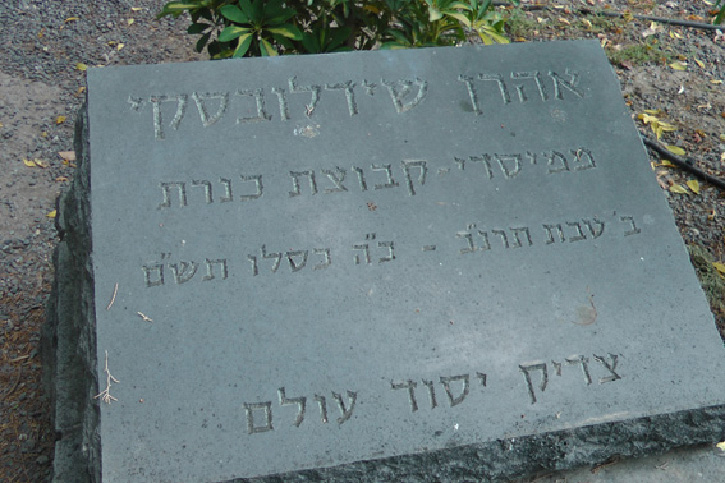 אהרן שידלובסקי
ממיסדי-קבוצת כנרת
ב' טבת תרנ"ב - כ"ה כסלו תש"ם
צדיק יסוד עולם